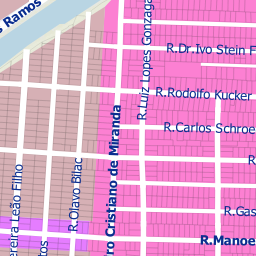 s Ramos
R.Luiz Lopes Gonzaga
R.Dr.Ivo Stein F
R.Rodolfo Kucker
R.Carlos Schroe
ro Cristiano de Miranda
R.Olavo Bilac
ereira Leão Filho
R
R.Gas
R.Manoe
tos